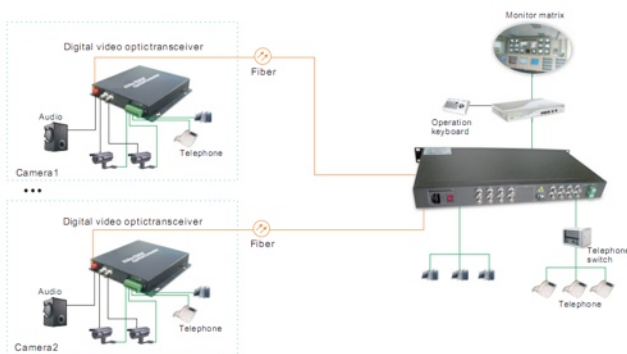 Monitor matrix
Digital video optictransceiver
Fiber
Audio
Operation
keyboard
Telephone
Camera1
...
Digital video optictransceiver
Fiber
Telephone
switch
Audio
Telephone
Telephone
Camera2